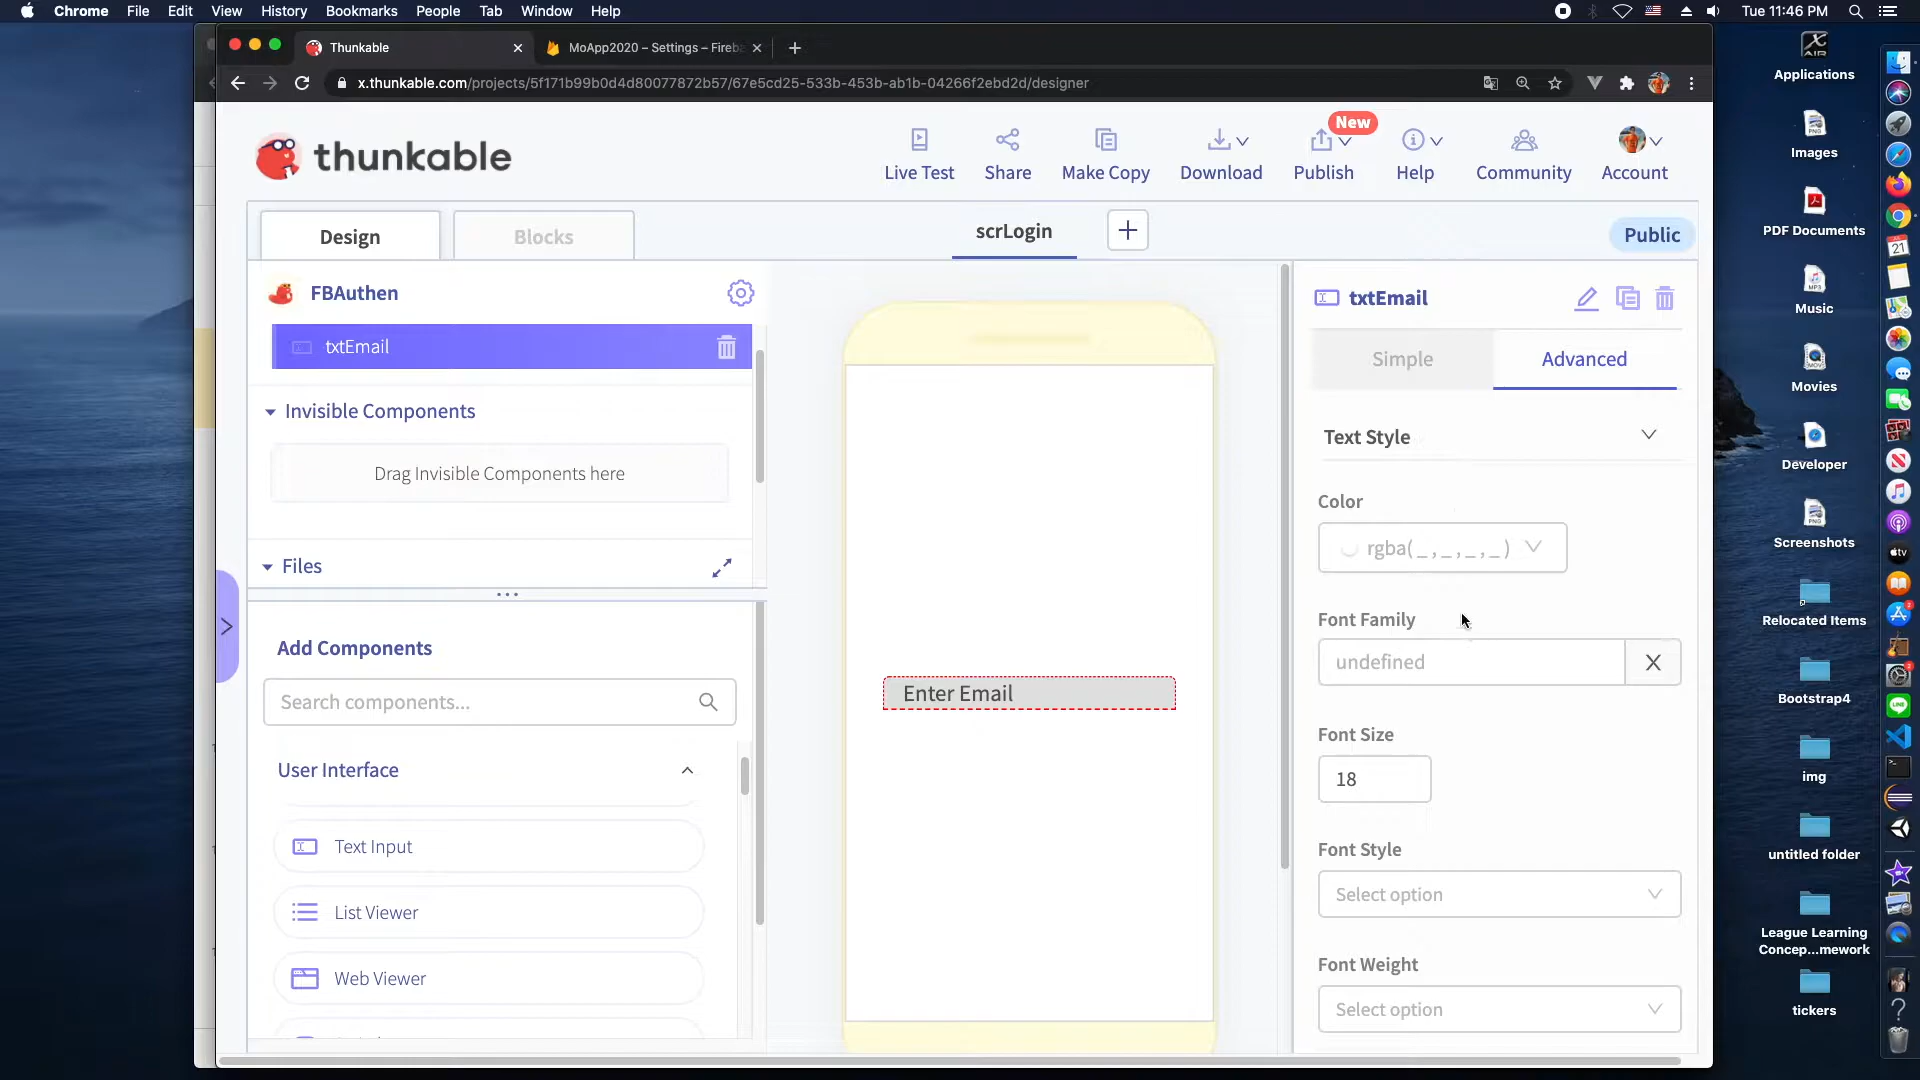 Chrome File Edit View History Bookmarks People Tab Window Help
Tue 11:46 PM
Thunkable
MoApp2020 – Settings – Fireb
x.thunkable.com/projects/5f171b99b0d4d80077872b57/67e5cd25-533b-453b-ab1b-04266f2ebd2d/designer
thunkable
Live Test
Share
Make Copy
Download
New
Publish
Help
Community
Account
Design
Blocks
scrLogin
Public
FBAuthen
txtEmail
Invisible Components
Drag Invisible Components here
Files
Add Components
Search components...
User Interface
Text Input
List Viewer
Web Viewer
Enter Email
txtEmail
Simple
Advanced
Text Style
Color
rgba( _ , _ , _ , _ )
Font Family
undefined
X
Font Size
18
Font Style
Select option
Font Weight
Select option
Applications
Images
PDF Documents
Music
Movies
Developer
Screenshots
Relocated Items
Bootstrap4
img
untitled folder
League Learning
Concep...mework
tickers